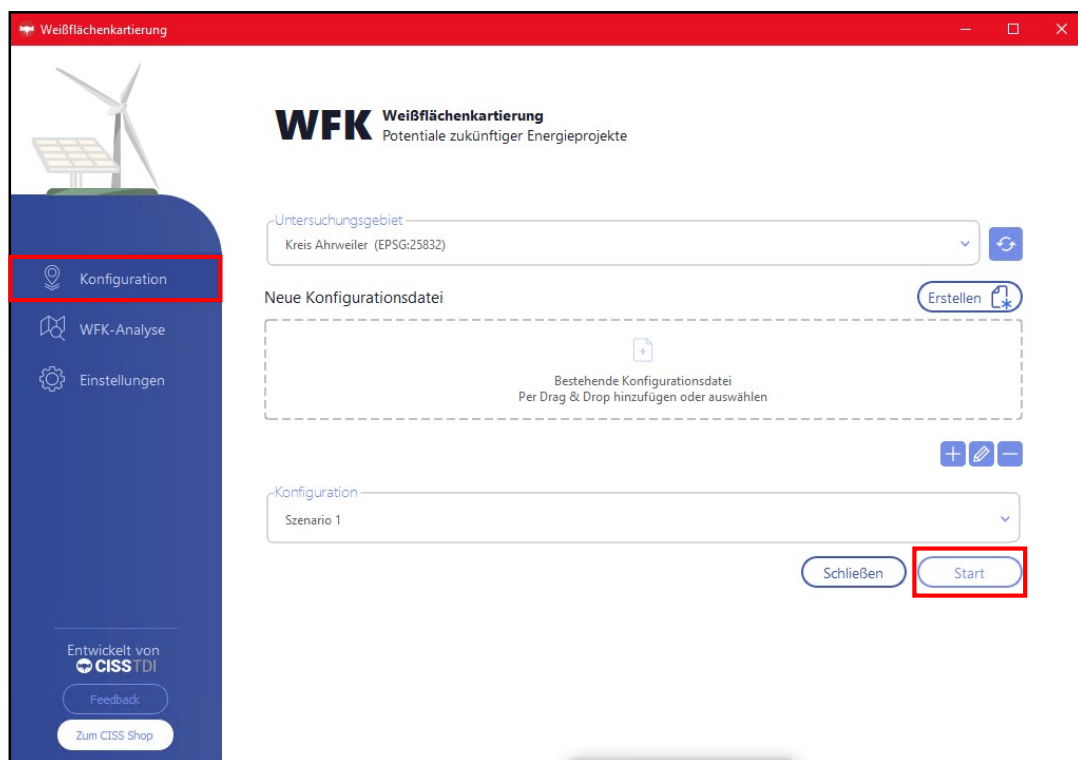 Weißflächenkartierung
WFK
Weißflächenkartierung
Potentiale zukünftiger Energieprojekte
Untersuchungsgebiet
Kreis Ahrweiler (EPSG:25832)
Konfiguration
WFK-Analyse
Einstellungen
Neue Konfigurationsdatei
Erstellen
Bestehende Konfigurationsdatei
Per Drag & Drop hinzufügen oder auswählen
Konfiguration
Szenario 1
Schließen
Start
Entwickelt von
CISSTDI
Feedback
Zum CISS Shop